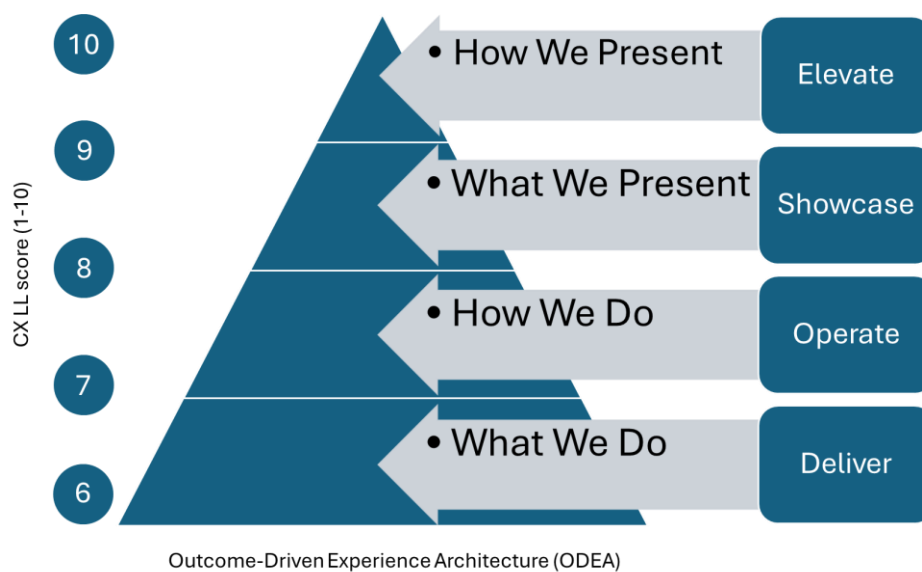 10
• How We Present
Elevate
9
• What We Present
Showcase
8
CX LL score (1-10)
• How We Do
Operate
7
• What We Do
Deliver
6
Outcome-Driven Experience Architecture (ODEA)